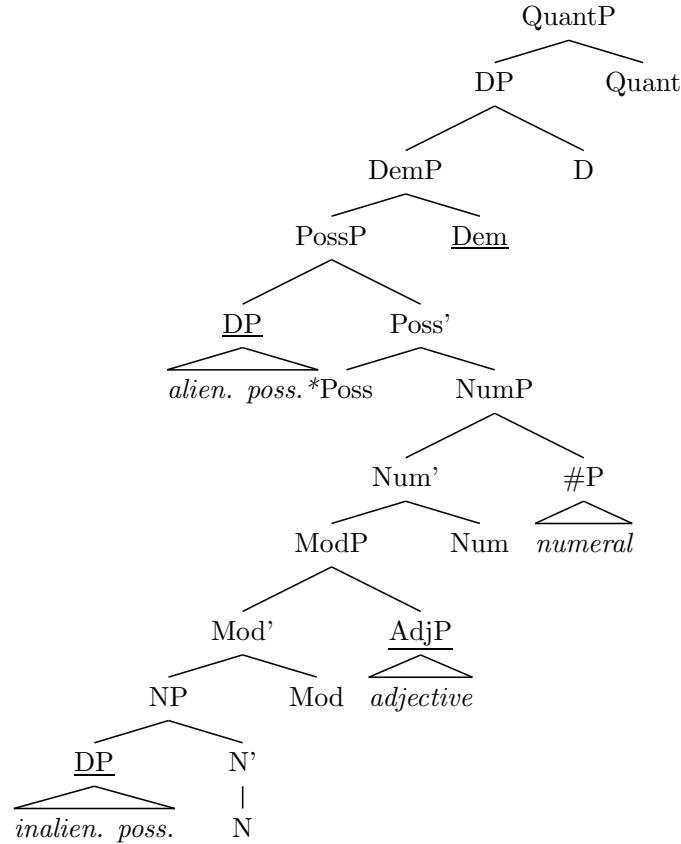 QuantP
DP Quant
DemP D
PossP Dem
DP Poss'
alien. poss.*Poss NumP
Num' #P
ModP Num numeral
Mod' AdjP
NP Mod adjective
DP N'
inalien. poss. N